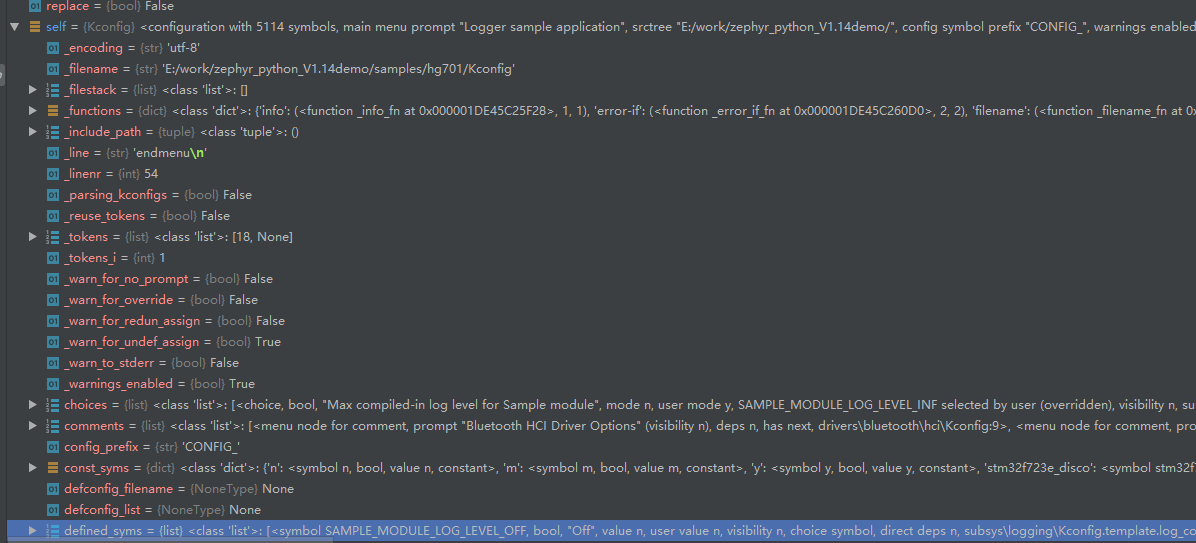 replace = {bool} False
self = {Kconfig} <configuration with 5114 symbols, main menu prompt "Logger sample application", srctree "E:/work/zephyr_python_V1.14demo/", config symbol prefix "CONFIG_", warnings enabled
_encoding = {str} 'utf-8'
_filename = {str} 'E:/work/zephyr_python_V1.14demo/samples/hg701/Kconfig'
_filestack = {list} <class 'list'>: []
_functions = {dict} <class 'dict'>: {'info': (<function _info_fn at 0x000001DE45C25F28>, 1, 1), 'error-if': (<function _error_if_fn at 0x000001DE45C260D0>, 2, 2), 'filename': (<function _filename_fn at 0x
_include_path = {tuple} <class 'tuple'>: ()
_line = {str} 'endmenu\n'
_linenr = {int} 54
_parsing_kconfigs = {bool} False
_reuse_tokens = {bool} False
_tokens = {list} <class 'list'>: [18, None]
_tokens_i = {int} 1
_warn_for_no_prompt = {bool} False
_warn_for_override = {bool} False
_warn_for_redun_assign = {bool} False
_warn_for_undef_assign = {bool} True
_warn_to_stderr = {bool} False
_warnings_enabled = {bool} True
choices = {list} <class 'list'>: [<choice, bool, "Max compiled-in log level for Sample module", mode n, user mode y, SAMPLE_MODULE_LOG_LEVEL_INF selected by user (overridden), visibility n, su
comments = {list} <class 'list'>: [<menu node for comment, prompt "Bluetooth HCI Driver Options" (visibility n), deps n, has next, drivers\bluetooth\hci\Kconfig:9>, <menu node for comment, pro
config_prefix = {str} 'CONFIG_'
const_syms = {dict} <class 'dict'>: {'n': <symbol n, bool, value n, constant>, 'm': <symbol m, bool, value m, constant>, 'y': <symbol y, bool, value y, constant>, 'stm32f723e_disco': <symbol stm32f
defconfig_filename = {NoneType} None
defconfig_list = {NoneType} None
defined_syms = {list} <class 'list'>: [<symbol SAMPLE_MODULE_LOG_LEVEL_OFF, bool, "Off", value n, user value n, visibility n, choice symbol, direct deps n, subsys\logging\Kconfig.template.log_co